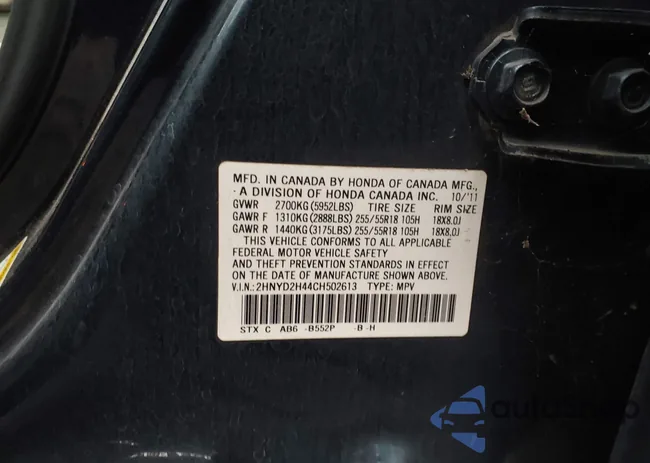 MFD. IN CANADA BY HONDA OF CANADA MFG.,
A DIVISION OF HONDA CANADA INC. 10/'11
GVWR 2700KG(5952LBS) TIRE SIZE RIM SIZE
GAWR F 1310KG(2888LBS) 255/55R18 105H 18X8.0J
GAWR R 1440KG(3175LBS) 255/55R18 105H 18X8.0J
THIS VEHICLE CONFORMS TO ALL APPLICABLE
FEDERAL MOTOR VEHICLE SAFETY
AND THEFT PREVENTION STANDARDS IN EFFECT
ON THE DATE OF MANUFACTURE SHOWN ABOVE.
V.I.N.: 2HNYD2H44CH502613 TYPE: MPV
STX C AB6 -B552P -B-H